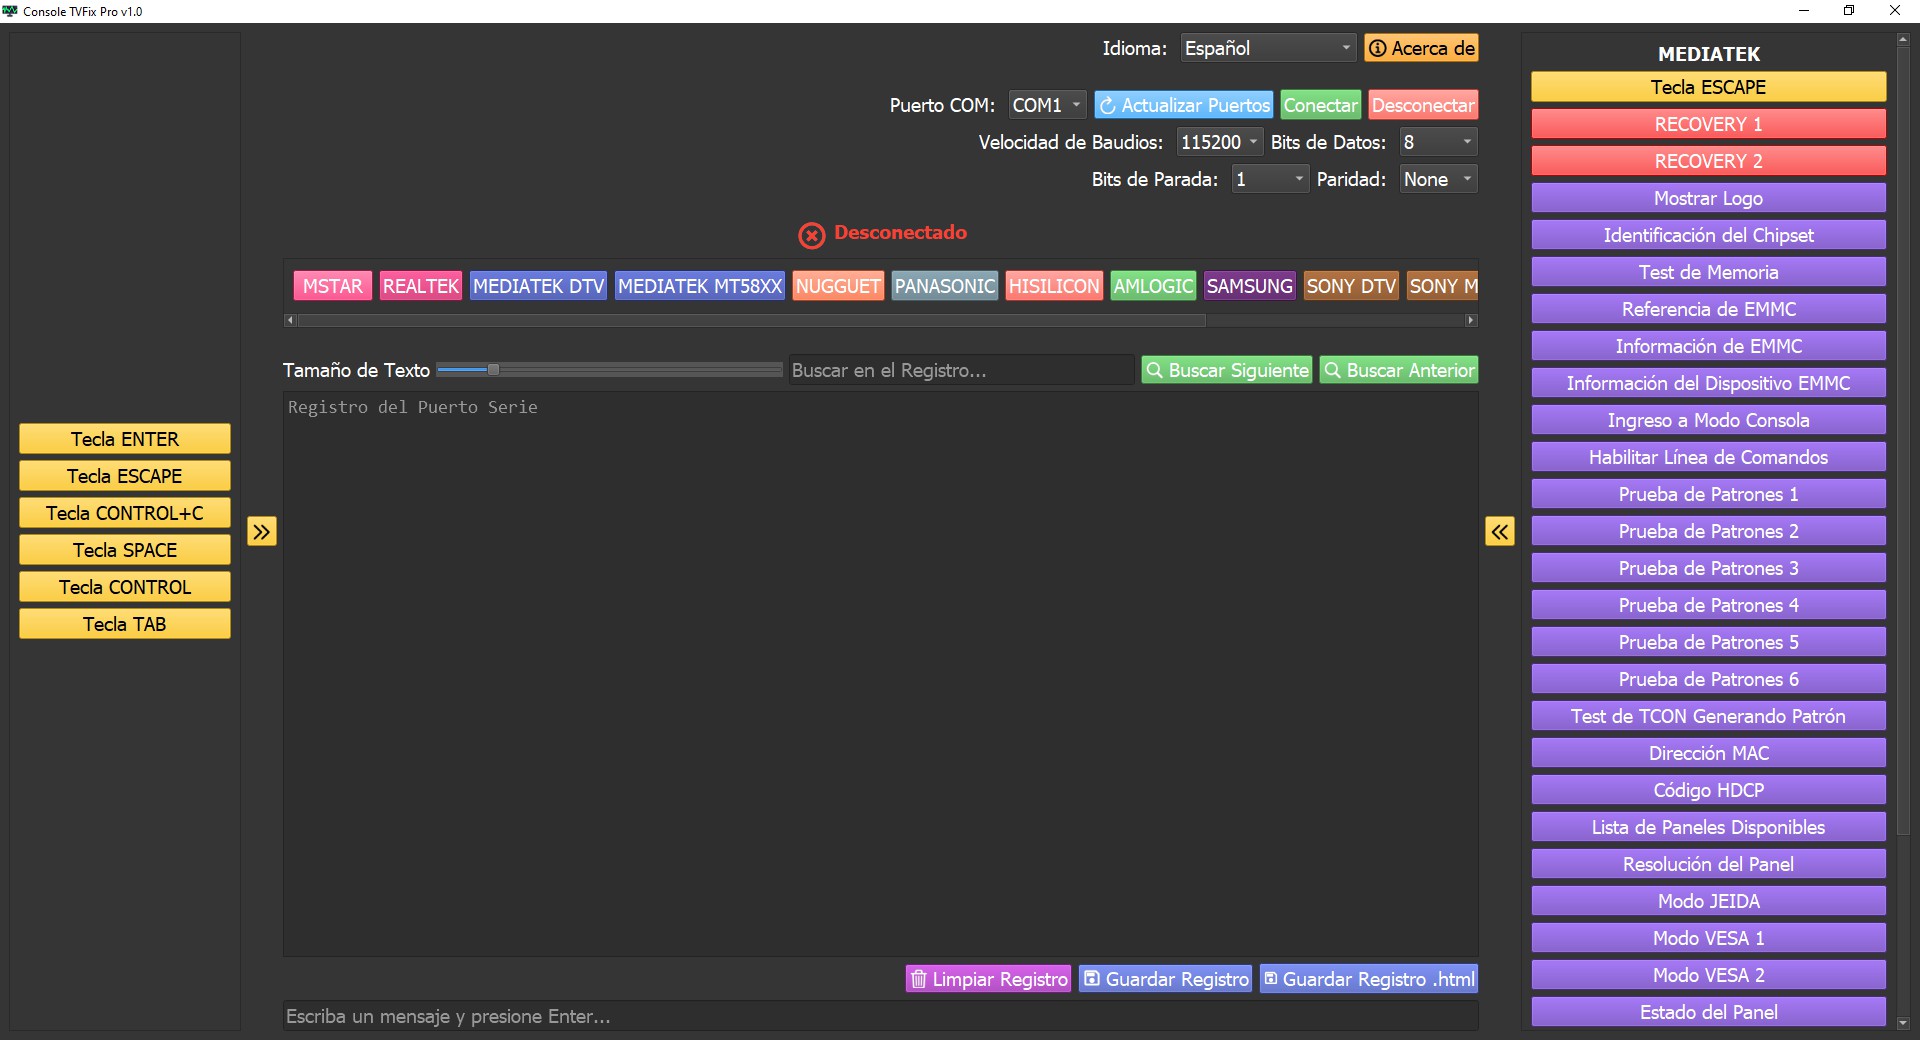 Console TVFix Pro v1.0
Idioma: Español Acerca de
Puerto COM: COM1 Actualizar Puertos Conectar Desconectar
Velocidad de Baudios: 115200 Bits de Datos: 8
Bits de Parada: 1 Paridad: None
Desconectado
MSTAR REALTEK MEDIATEK DTV MEDIATEK MT58XX NUGGUET PANASONIC HISILICON AMLOGIC SAMSUNG SONY DTV SONY M
Tamaño de Texto Buscar en el Registro... Buscar Siguiente Buscar Anterior
Registro del Puerto Serie
Tecla ENTER
Tecla ESCAPE
Tecla CONTROL+C
Tecla SPACE
Tecla CONTROL
Tecla TAB
Limpiar Registro Guardar Registro Guardar Registro .html
Escriba un mensaje y presione Enter...
MEDIATEK
Tecla ESCAPE
RECOVERY 1
RECOVERY 2
Mostrar Logo
Identificación del Chipset
Test de Memoria
Referencia de EMMC
Información de EMMC
Información del Dispositivo EMMC
Ingreso a Modo Consola
Habilitar Línea de Comandos
Prueba de Patrones 1
Prueba de Patrones 2
Prueba de Patrones 3
Prueba de Patrones 4
Prueba de Patrones 5
Prueba de Patrones 6
Test de TCON Generando Patrón
Dirección MAC
Código HDCP
Lista de Paneles Disponibles
Resolución del Panel
Modo JEIDA
Modo VESA 1
Modo VESA 2
Estado del Panel